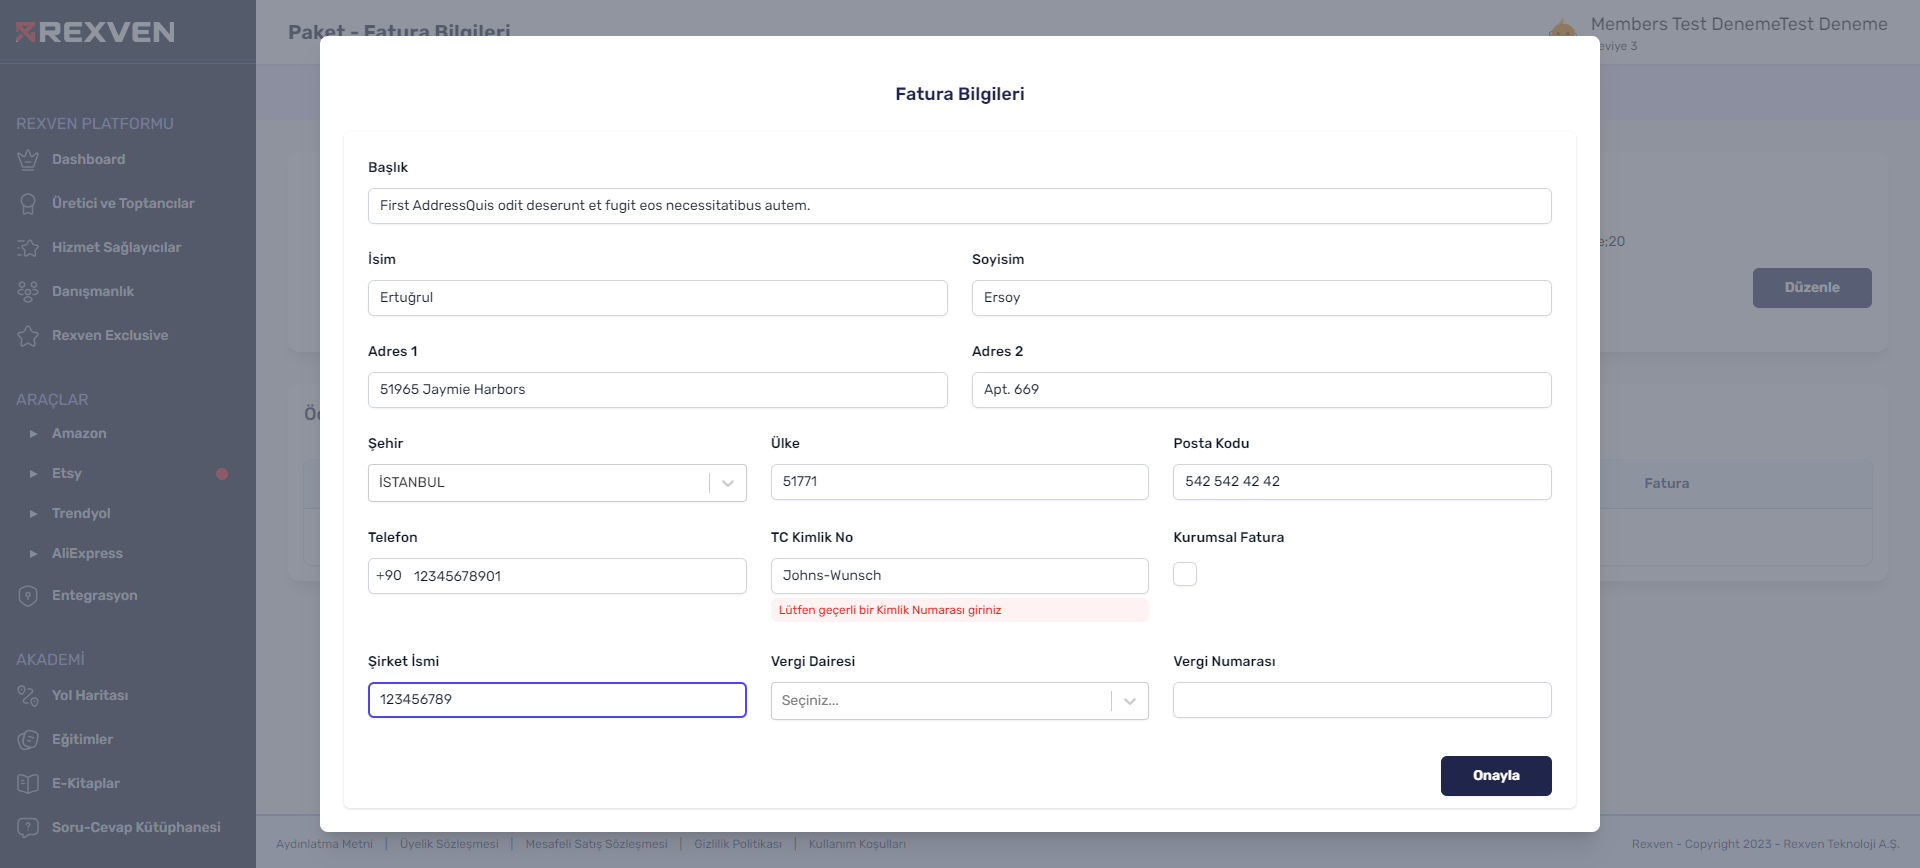 REXVEN
Paket - Fatura Bilgileri
Members Test DenemeTest Deneme
eviye 3
REXVEN PLATFORMU
Dashboard
Üretici ve Toptancılar
Hizmet Sağlayıcılar
Danışmanlık
Rexven Exclusive
ARAÇLAR
Amazon
Etsy
Trendyol
AliExpress
Entegrasyon
AKADEMİ
Yol Haritası
Eğitimler
E-Kitaplar
Soru-Cevap Kütüphanesi
Fatura Bilgileri
Başlık
First AddressQuis odit deserunt et fugit eos necessitatibus autem.
İsim Soyisim
Ertuğrul Ersoy
Adres 1 Adres 2
51965 Jaymie Harbors Apt. 669
Şehir Ülke Posta Kodu
İSTANBUL 51771 542 542 42 42
Telefon TC Kimlik No Kurumsal Fatura
+90 12345678901 Johns-Wunsch
Lütfen geçerli bir Kimlik Numarası giriniz
Şirket İsmi Vergi Dairesi Vergi Numarası
123456789 Seçiniz...
Onayla
e:20
Düzenle
Fatura
Aydınlatma Metni | Üyelik Sözleşmesi | Mesafeli Satış Sözleşmesi | Gizlilik Politikası | Kullanım Koşulları
Rexven - Copyright 2023 - Rexven Teknoloji A.Ş.